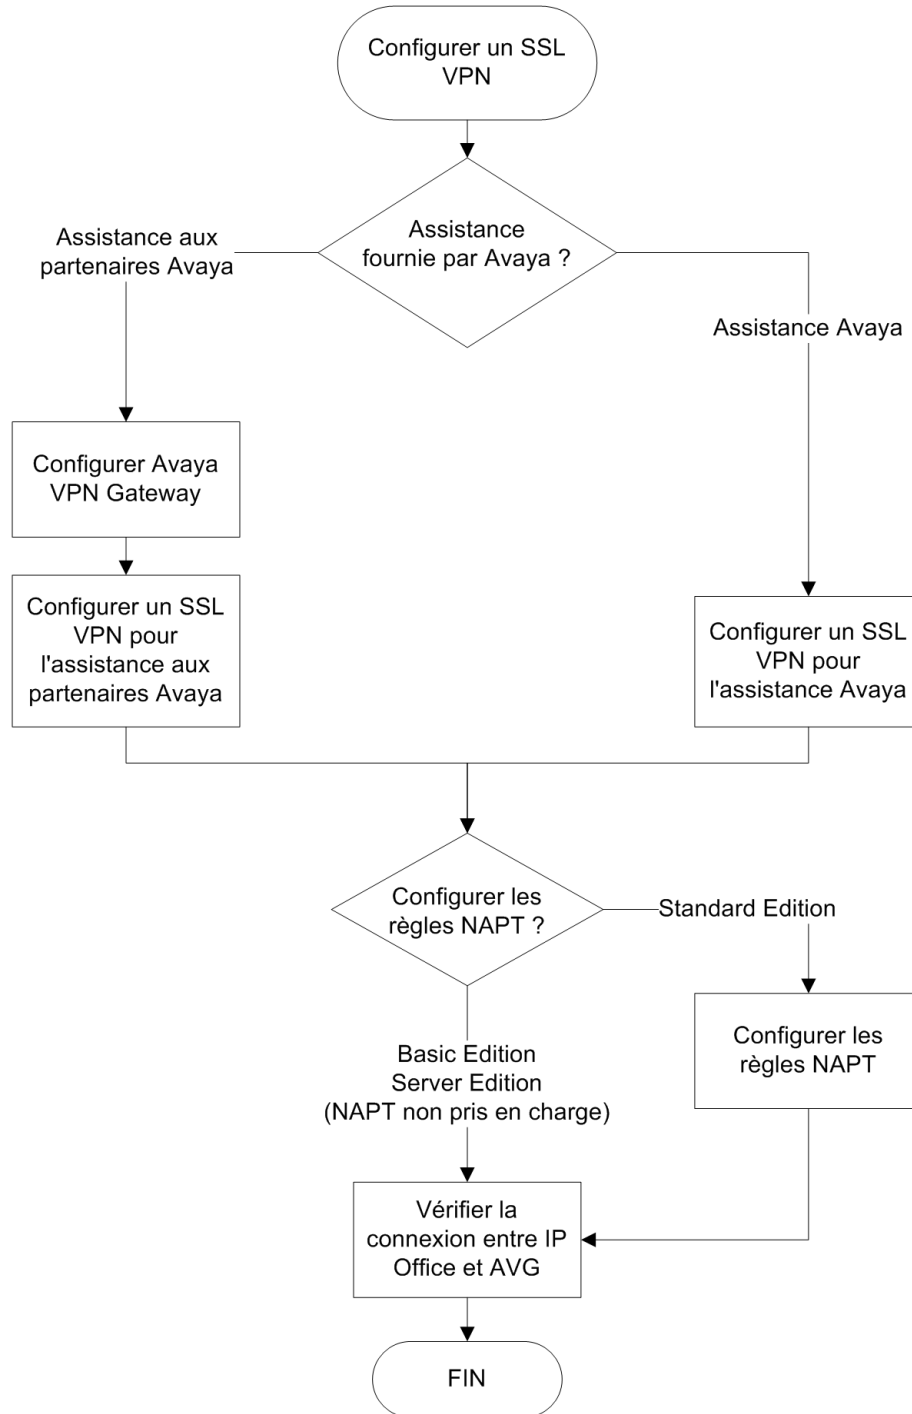 Configurer un SSL
VPN
Assistance
fournie par Avaya ?
Assistance aux
partenaires Avaya
Assistance Avaya
Configurer Avaya
VPN Gateway
Configurer un SSL
VPN pour
l'assistance aux
partenaires Avaya
Configurer un SSL
VPN pour
l'assistance Avaya
Configurer les
règles NAPT ?
Standard Edition
Configurer les
règles NAPT
Basic Edition
Server Edition
(NAPT non pris en charge)
Vérifier la
connexion entre IP
Office et AVG
FIN